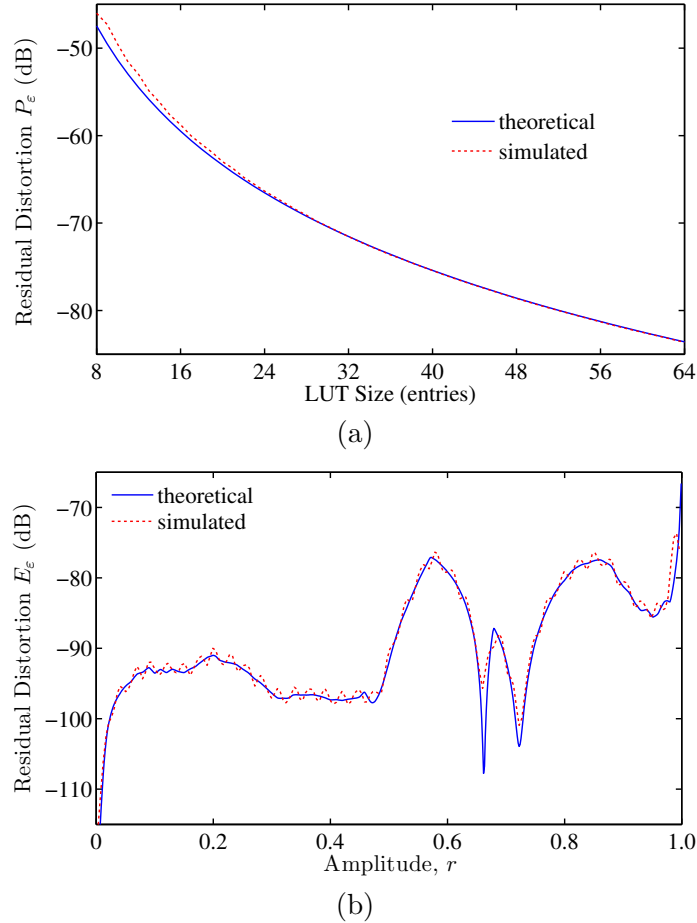 −50
−60
−70
−80
Residual Distortion Pε (dB)
theoretical
simulated
8 16 24 32 40 48 56 64
LUT Size (entries)
(a)
−70
−80
−90
−100
−110
Residual Distortion Eε (dB)
theoretical
simulated
0 0.2 0.4 0.6 0.8 1.0
Amplitude, r
(b)